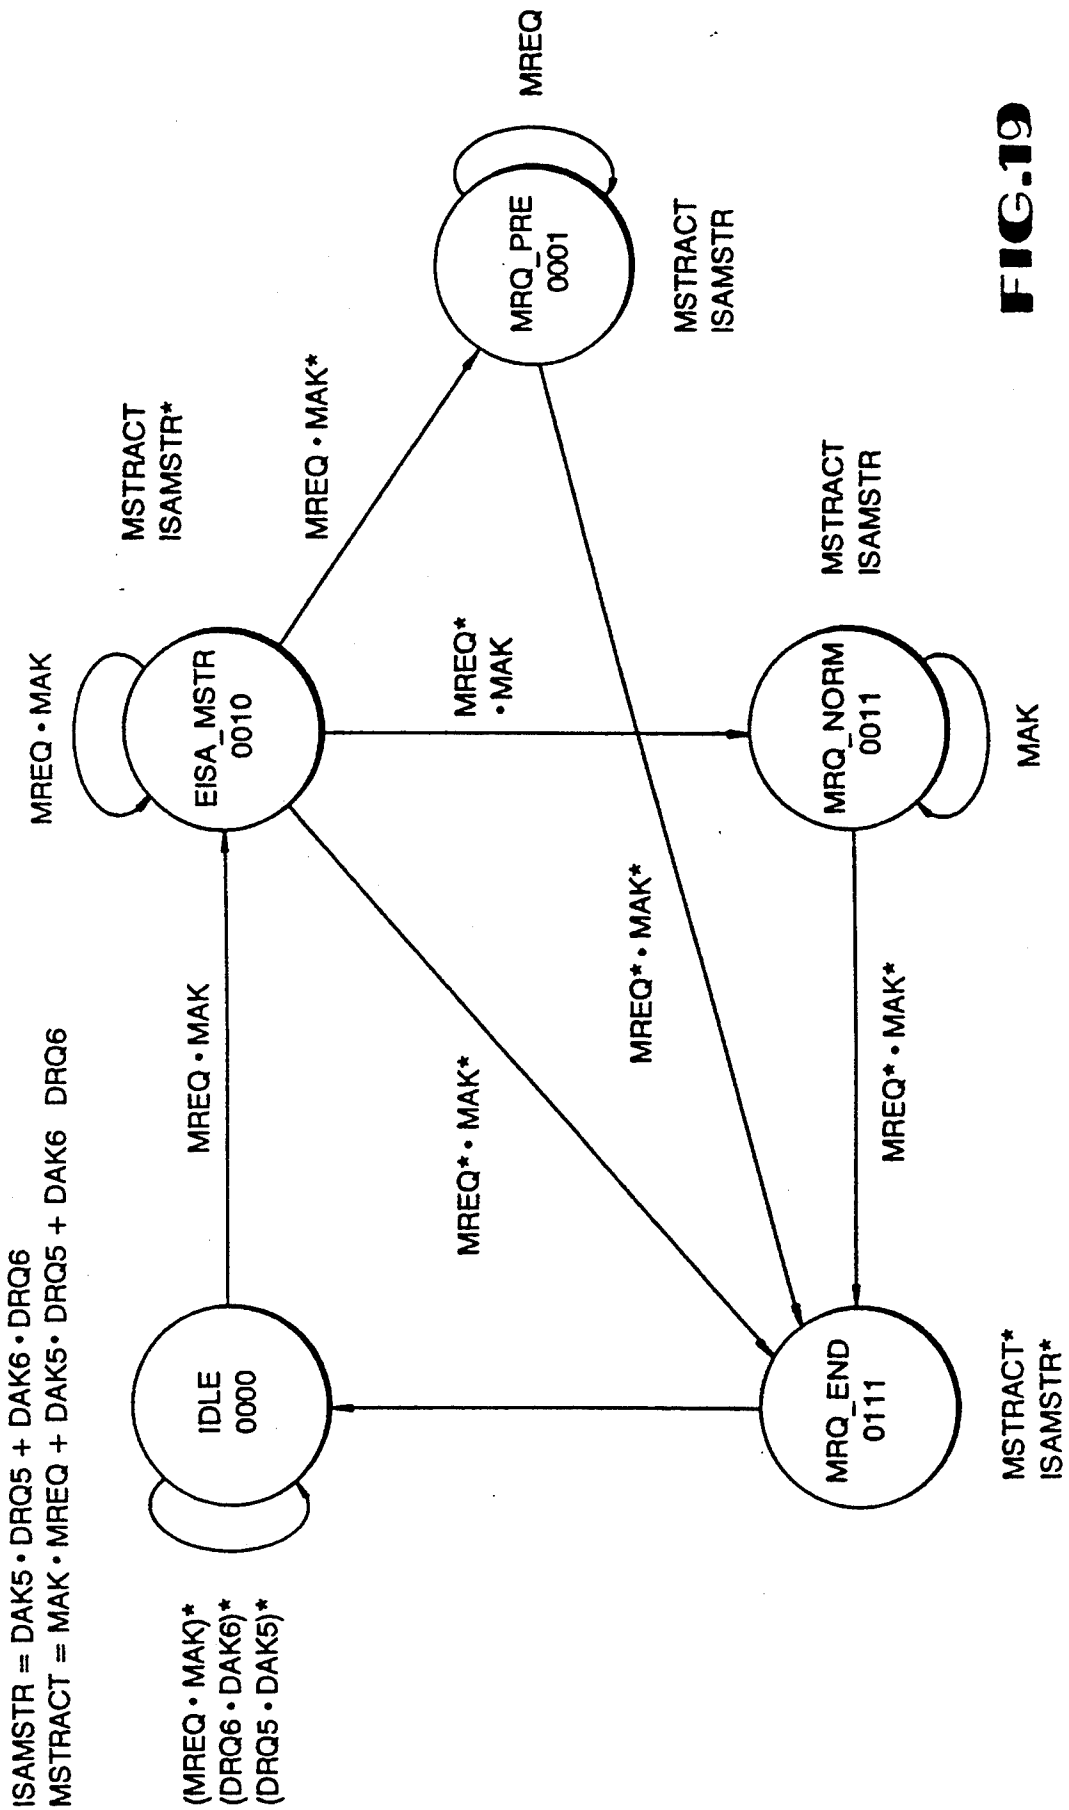 ISAMSTR = DAK5 • DRQ5 + DAK6 • DRQ6
MSTRACT = MAK • MREQ + DAK5 • DRQ5 + DAK6 DRQ6
(MREQ • MAK)*
(DRQ6 • DAK6)*
(DRQ5 • DAK5)*
IDLE
0000
MREQ • MAK
MREQ • MAK
EISA_MSTR
0010
MSTRACT
ISAMSTR*
MREQ • MAK*
MREQ
MRQ_PRE
0001
MSTRACT
ISAMSTR
MREQ* • MAK*
MREQ*
• MAK
MREQ* • MAK*
MRQ_END
0111
MSTRACT*
ISAMSTR*
MREQ* • MAK*
MRQ_NORM
0011
MSTRACT
ISAMSTR
MAK
FIG.19